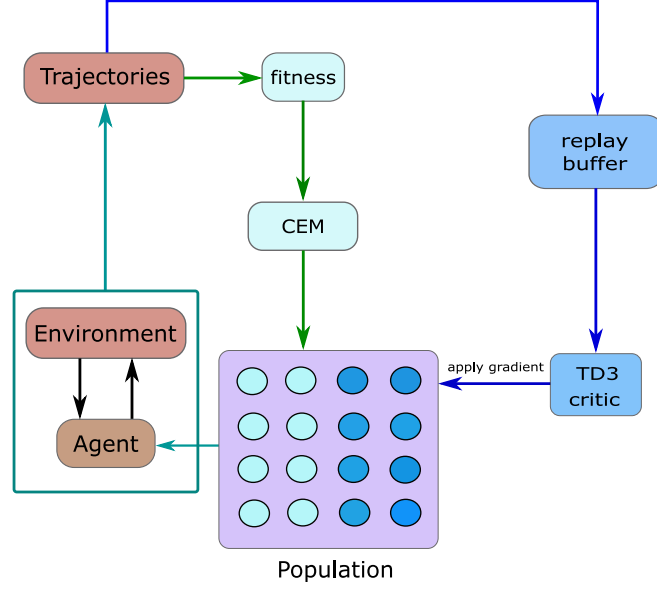 Trajectories
fitness
replay
buffer
CEM
Environment
Agent
apply gradient
TD3
critic
Population